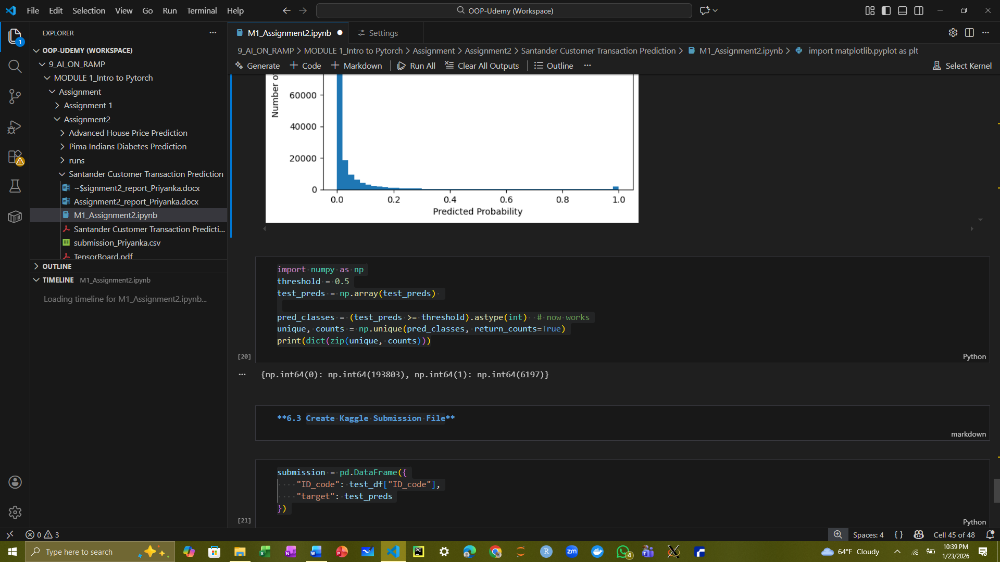 File Edit Selection View Go Run Terminal Help
OOP-Udemy (Workspace)
EXPLORER
M1_Assignment2.ipynb
Settings
OOP-UDEMY (WORKSPACE)
9_AI_ON_RAMP > MODULE 1_Intro to Pytorch > Assignment > Assignment2 > Santander Customer Transaction Prediction > M1_Assignment2.ipynb > import matplotlib.pyplot as plt
Generate + Code + Markdown Run All Clear All Outputs Outline ...
Select Kernel
9_AI_ON_RAMP
MODULE 1_Intro to Pytorch
Assignment
Assignment 1
Assignment2
Advanced House Price Prediction
Pima Indians Diabetes Prediction
runs
Santander Customer Transaction Prediction
~$signment2_report_Priyanka.docx
Assignment2_report_Priyanka.docx
M1_Assignment2.ipynb
Santander Customer Transaction Predicti...
submission_Priyanka.csv
TensorBoard.pdf
OUTLINE
TIMELINE M1_Assignment2.ipynb
Loading timeline for M1_Assignment2.ipynb...
Number o
60000
40000
20000
0
0.0 0.2 0.4 0.6 0.8 1.0
Predicted Probability
import numpy as np
threshold = 0.5
test_preds = np.array(test_preds)
pred_classes = (test_preds >= threshold).astype(int)  # now works
unique, counts = np.unique(pred_classes, return_counts=True)
print(dict(zip(unique, counts)))
[20]
Python
{np.int64(0): np.int64(193803), np.int64(1): np.int64(6197)}
**6.3 Create Kaggle Submission File**
markdown
submission = pd.DataFrame({
"ID_code": test_df["ID_code"],
"target": test_preds
})
[21]
Python
0 3
Spaces: 4 {} Cell 45 of 48
Type here to search
4
64°F Cloudy
10:39 PM
1/23/2026